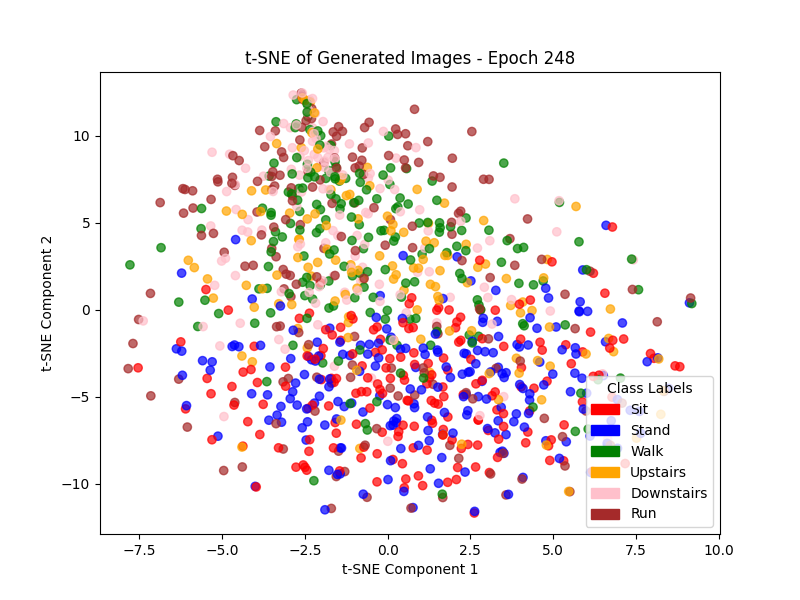 t-SNE of Generated Images - Epoch 248
t-SNE Component 2
10
5
0
−5
−10
Class Labels
Sit
Stand
Walk
Upstairs
Downstairs
Run
−7.5 −5.0 −2.5 0.0 2.5 5.0 7.5 10.0
t-SNE Component 1